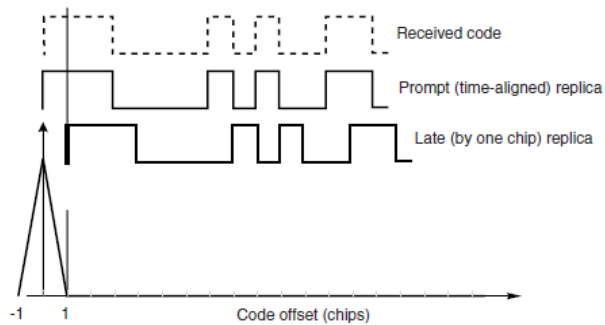 Received code
Prompt (time-aligned) replica
Late (by one chip) replica
-1 1 Code offset (chips)